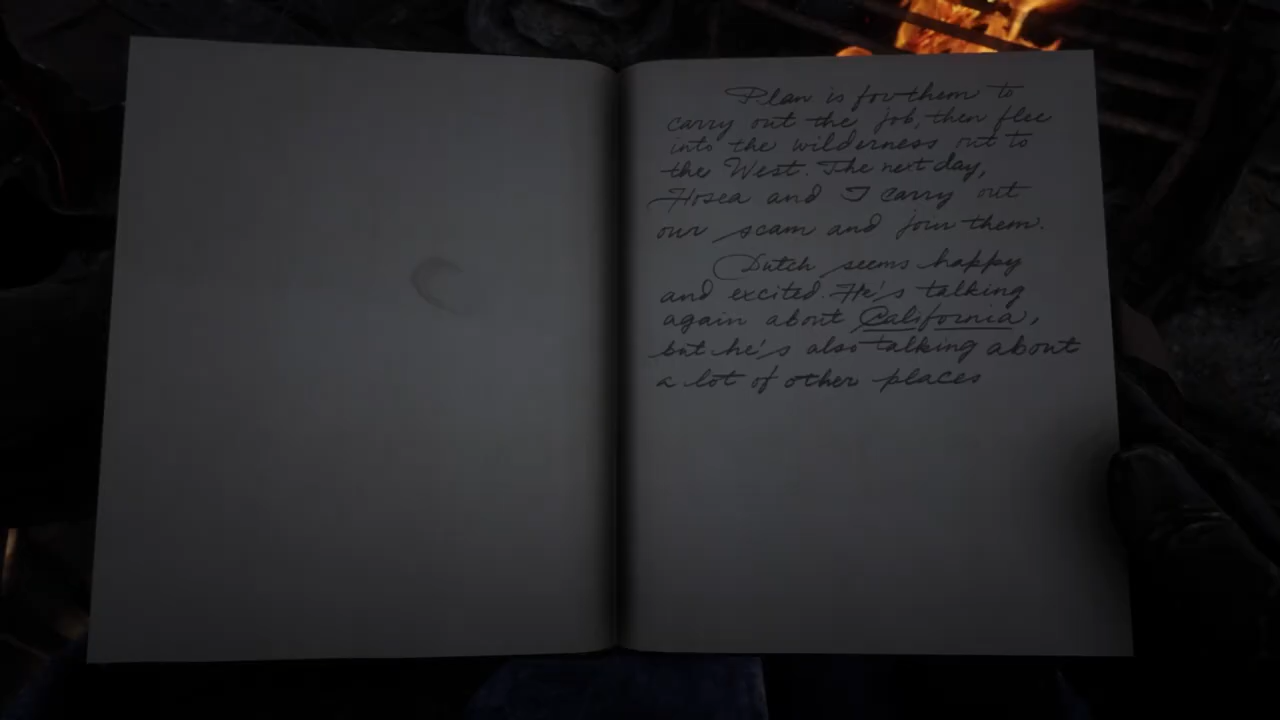 Plan is for them to
carry out the job, then flee
into the wilderness out to
the West. The next day,
Hosea and I carry out
our scam and join them.
Dutch seems happy
and excited. He's talking
again about California,
but he's also talking about
a lot of other places